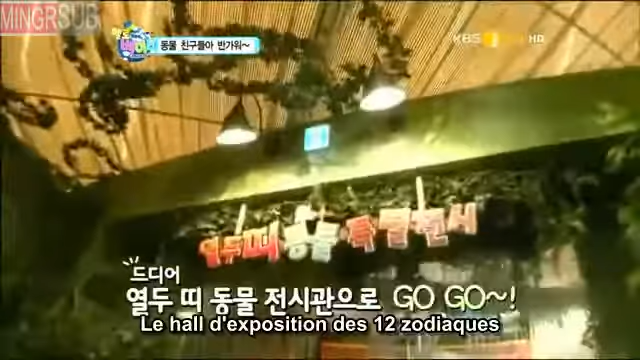 MINGRSUB
동물 친구들아 반가워~
KBS HD
열두띠 동물 특별전시
드디어
열두 띠 동물 전시관으로 GO GO~!
Le hall d'exposition des 12 zodiaques